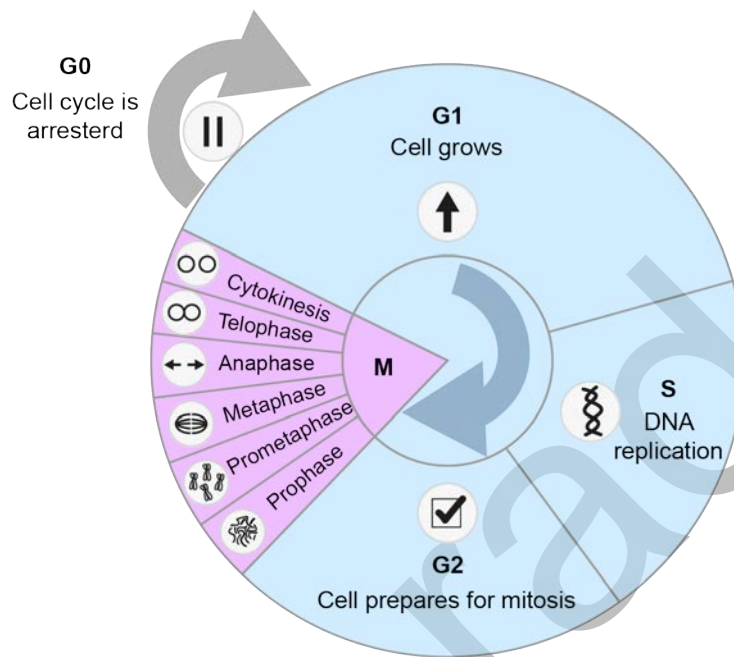 G0
Cell cycle is
arresterd
G1
Cell grows
S
DNA
replication
G2
Cell prepares for mitosis
M
Prophase
Prometaphase
Metaphase
Anaphase
Telophase
Cytokinesis
rad